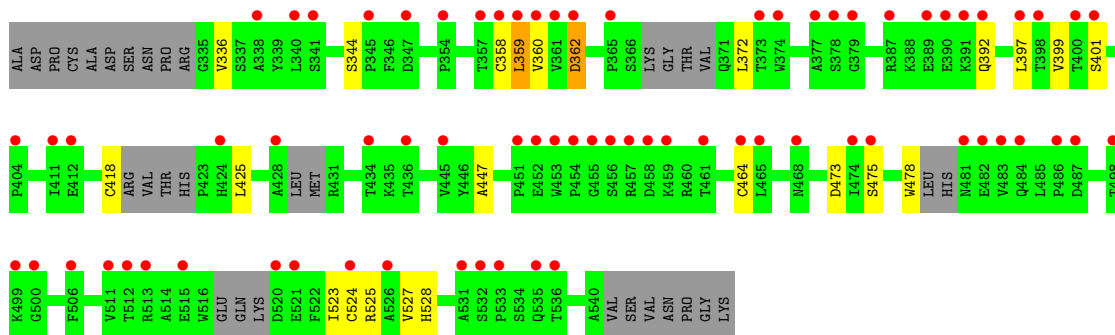 ALA ASP PRO CYS ALA ASP SER ASN PRO ARG G335 V336 S337 A338 Y339 L340 S341 S344 P345 F346 D347 P354 T357 C358 L359 V360 V361 D362 P365 S366 LYS GLY THR VAL Q371 L372 T373 W374 A377 S378 G379 R387 K388 E389 E390 K391 Q392 L397 T398 V399 T400 S401
P404 I411 E412 C418 ARG VAL THR HIS P423 H424 L425 A428 LEU MET R431 T434 K435 T436 V445 Y446 A447 P451 E452 W453 P454 G455 S456 R457 D458 K459 R460 T461 C464 L465 N468 D473 I474 S475 W478 LEU HIS N481 E482 V483 Q484 L485 P486 D487 T498
K499 G500 F506 V511 T512 R513 A514 E515 W516 GLU GLN LYS D520 E521 F522 I523 C524 R525 A526 V527 H528 A531 S532 P533 S534 Q535 T536 A540 VAL SER VAL ASN PRO GLY LYS